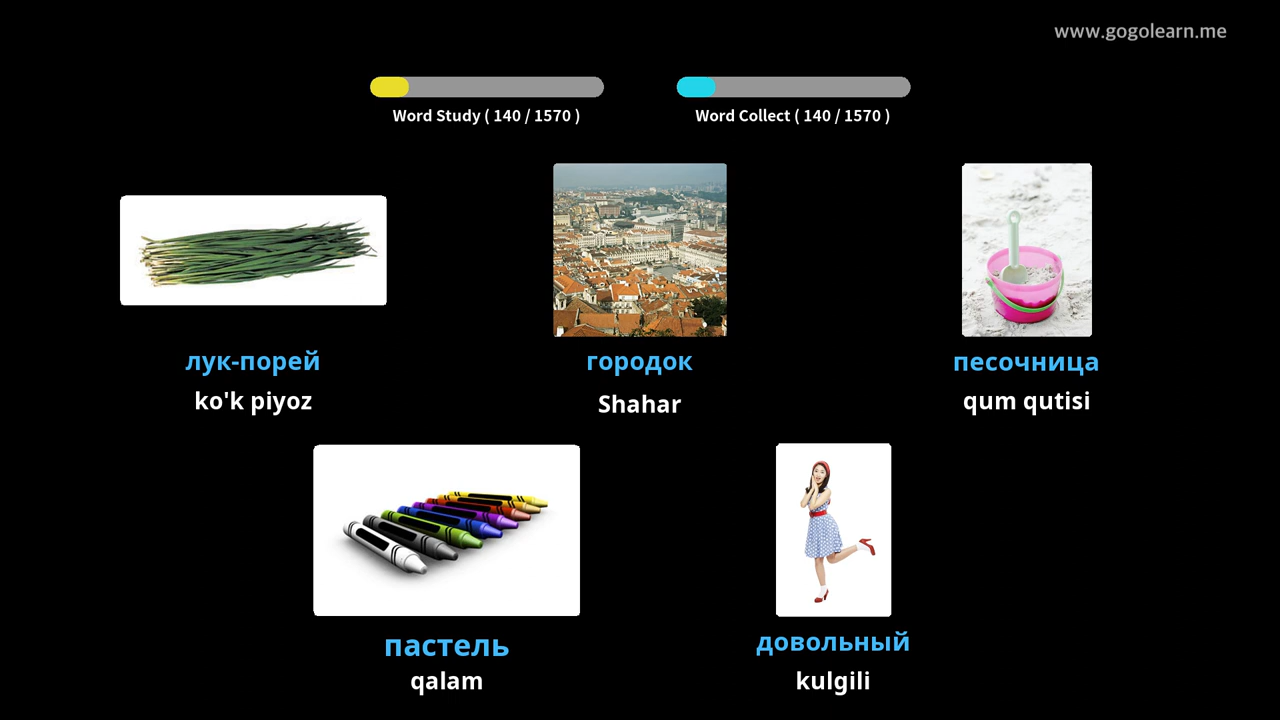 www.gogolearn.me
Word Study ( 140 / 1570 )
Word Collect ( 140 / 1570 )
лук-порей
ko'k piyoz
городок
Shahar
песочница
qum qutisi
пастель
qalam
довольный
kulgili